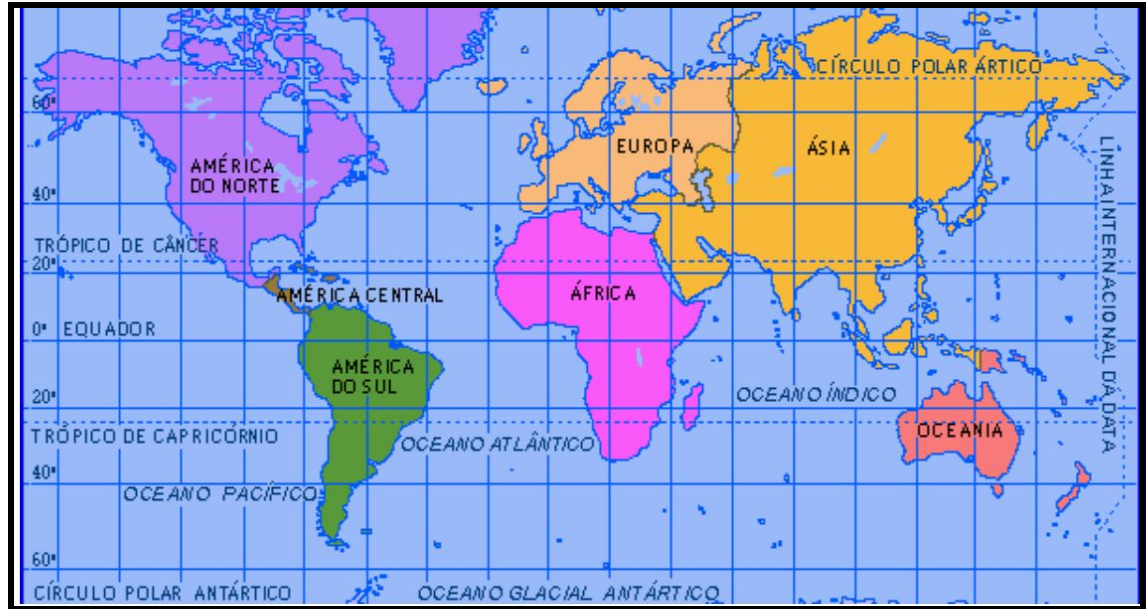 CÍRCULO POLAR ÁRTICO
60°
EUROPA
ÁSIA
LINHA INTERNACIONAL DA DATA
AMÉRICA
DO NORTE
40°
TRÓPICO DE CÂNCER
20°
AMÉRICA CENTRAL
ÁFRICA
0° EQUADOR
AMÉRICA
DO SUL
OCEANO ÍNDICO
20°
TRÓPICO DE CAPRICÓRNIO
OCEANO ATLÂNTICO
OCEANIA
40°
OCEANO PACÍFICO
60°
CÍRCULO POLAR ANTÁRTICO
OCEANO GLACIAL ANTÁRTICO